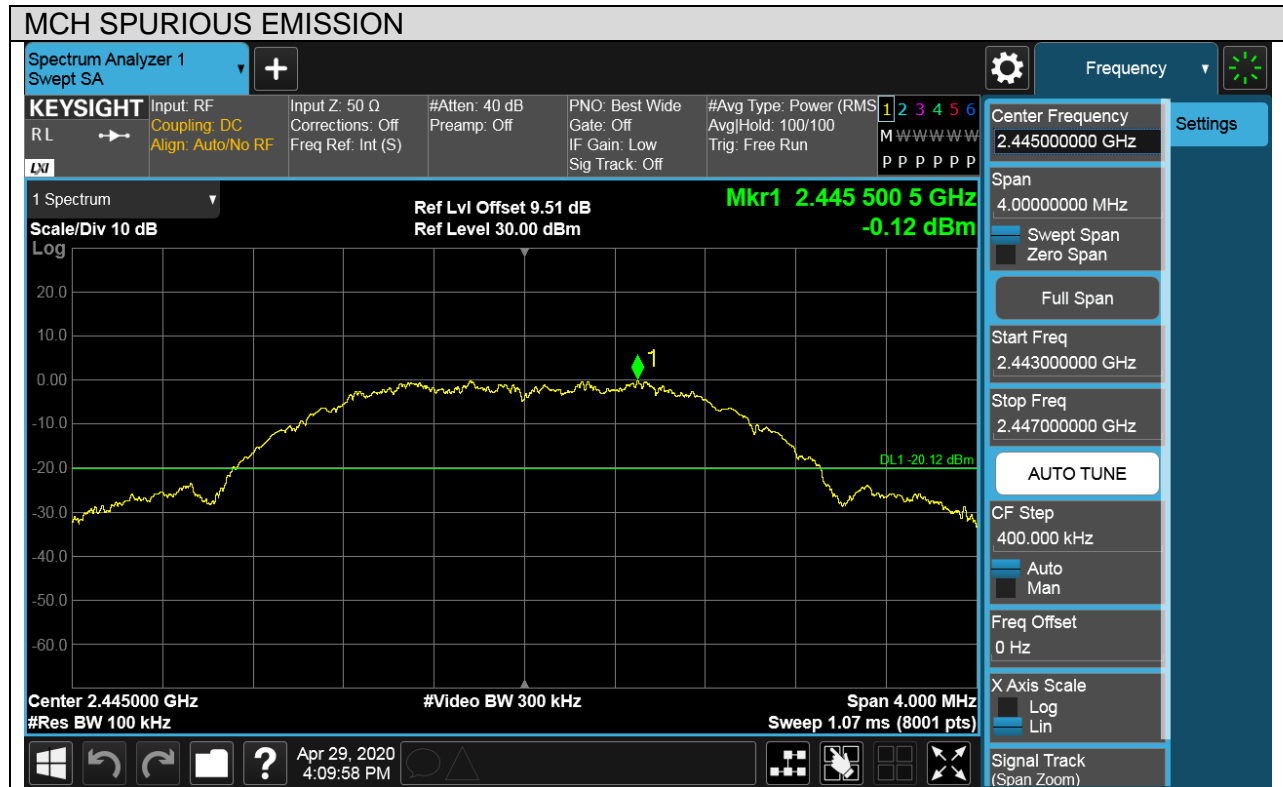 MCH SPURIOUS EMISSION
Spectrum Analyzer 1
Swept SA
Frequency
KEYSIGHT
R L
LXI
Input: RF
Coupling: DC
Align: Auto/No RF
Input Z: 50 Ω
Corrections: Off
Freq Ref: Int (S)
#Atten: 40 dB
Preamp: Off
PNO: Best Wide
Gate: Off
IF Gain: Low
Sig Track: Off
#Avg Type: Power (RMS
Avg|Hold: 100/100
Trig: Free Run
1 2 3 4 5 6
M W W W W W
P P P P P P
Center Frequency
2.445000000 GHz
Settings
1 Spectrum
Scale/Div 10 dB
Log
Ref Lvl Offset 9.51 dB
Ref Level 30.00 dBm
Mkr1 2.445 500 5 GHz
-0.12 dBm
20.0
10.0
0.00
-10.0
-20.0
-30.0
-40.0
-50.0
-60.0
1
DL1 -20.12 dBm
Center 2.445000 GHz
#Res BW 100 kHz
#Video BW 300 kHz
Span 4.000 MHz
Sweep 1.07 ms (8001 pts)
Span
4.00000000 MHz
Swept Span
Zero Span
Full Span
Start Freq
2.443000000 GHz
Stop Freq
2.447000000 GHz
AUTO TUNE
CF Step
400.000 kHz
Auto
Man
Freq Offset
0 Hz
X Axis Scale
Log
Lin
Signal Track
(Span Zoom)
?
Apr 29, 2020
4:09:58 PM